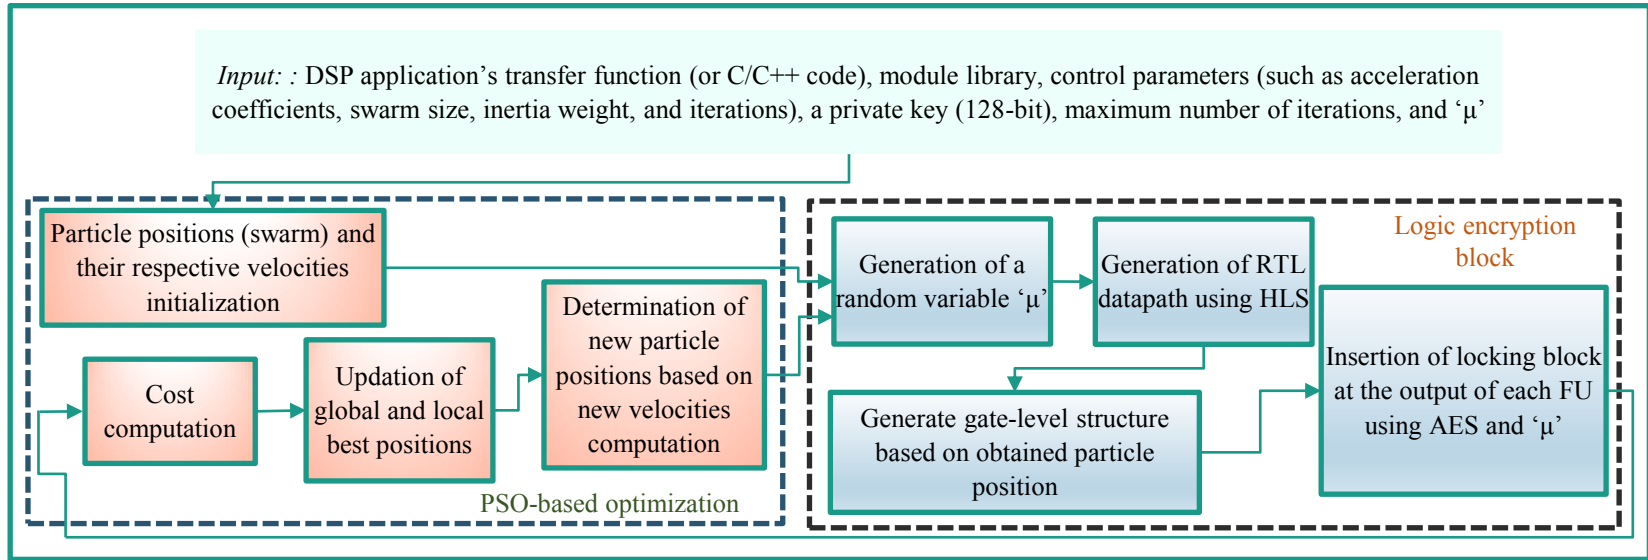 Input: : DSP application’s transfer function (or C/C++ code), module library, control parameters (such as acceleration
coefficients, swarm size, inertia weight, and iterations), a private key (128-bit), maximum number of iterations, and ‘μ’
Particle positions (swarm) and
their respective velocities
initialization
Cost
computation
Updation of
global and local
best positions
Determination of
new particle
positions based on
new velocities
computation
PSO-based optimization
Logic encryption
block
Generation of a
random variable ‘μ’
Generation of RTL
datapath using HLS
Generate gate-level structure
based on obtained particle
position
Insertion of locking block
at the output of each FU
using AES and ‘μ’